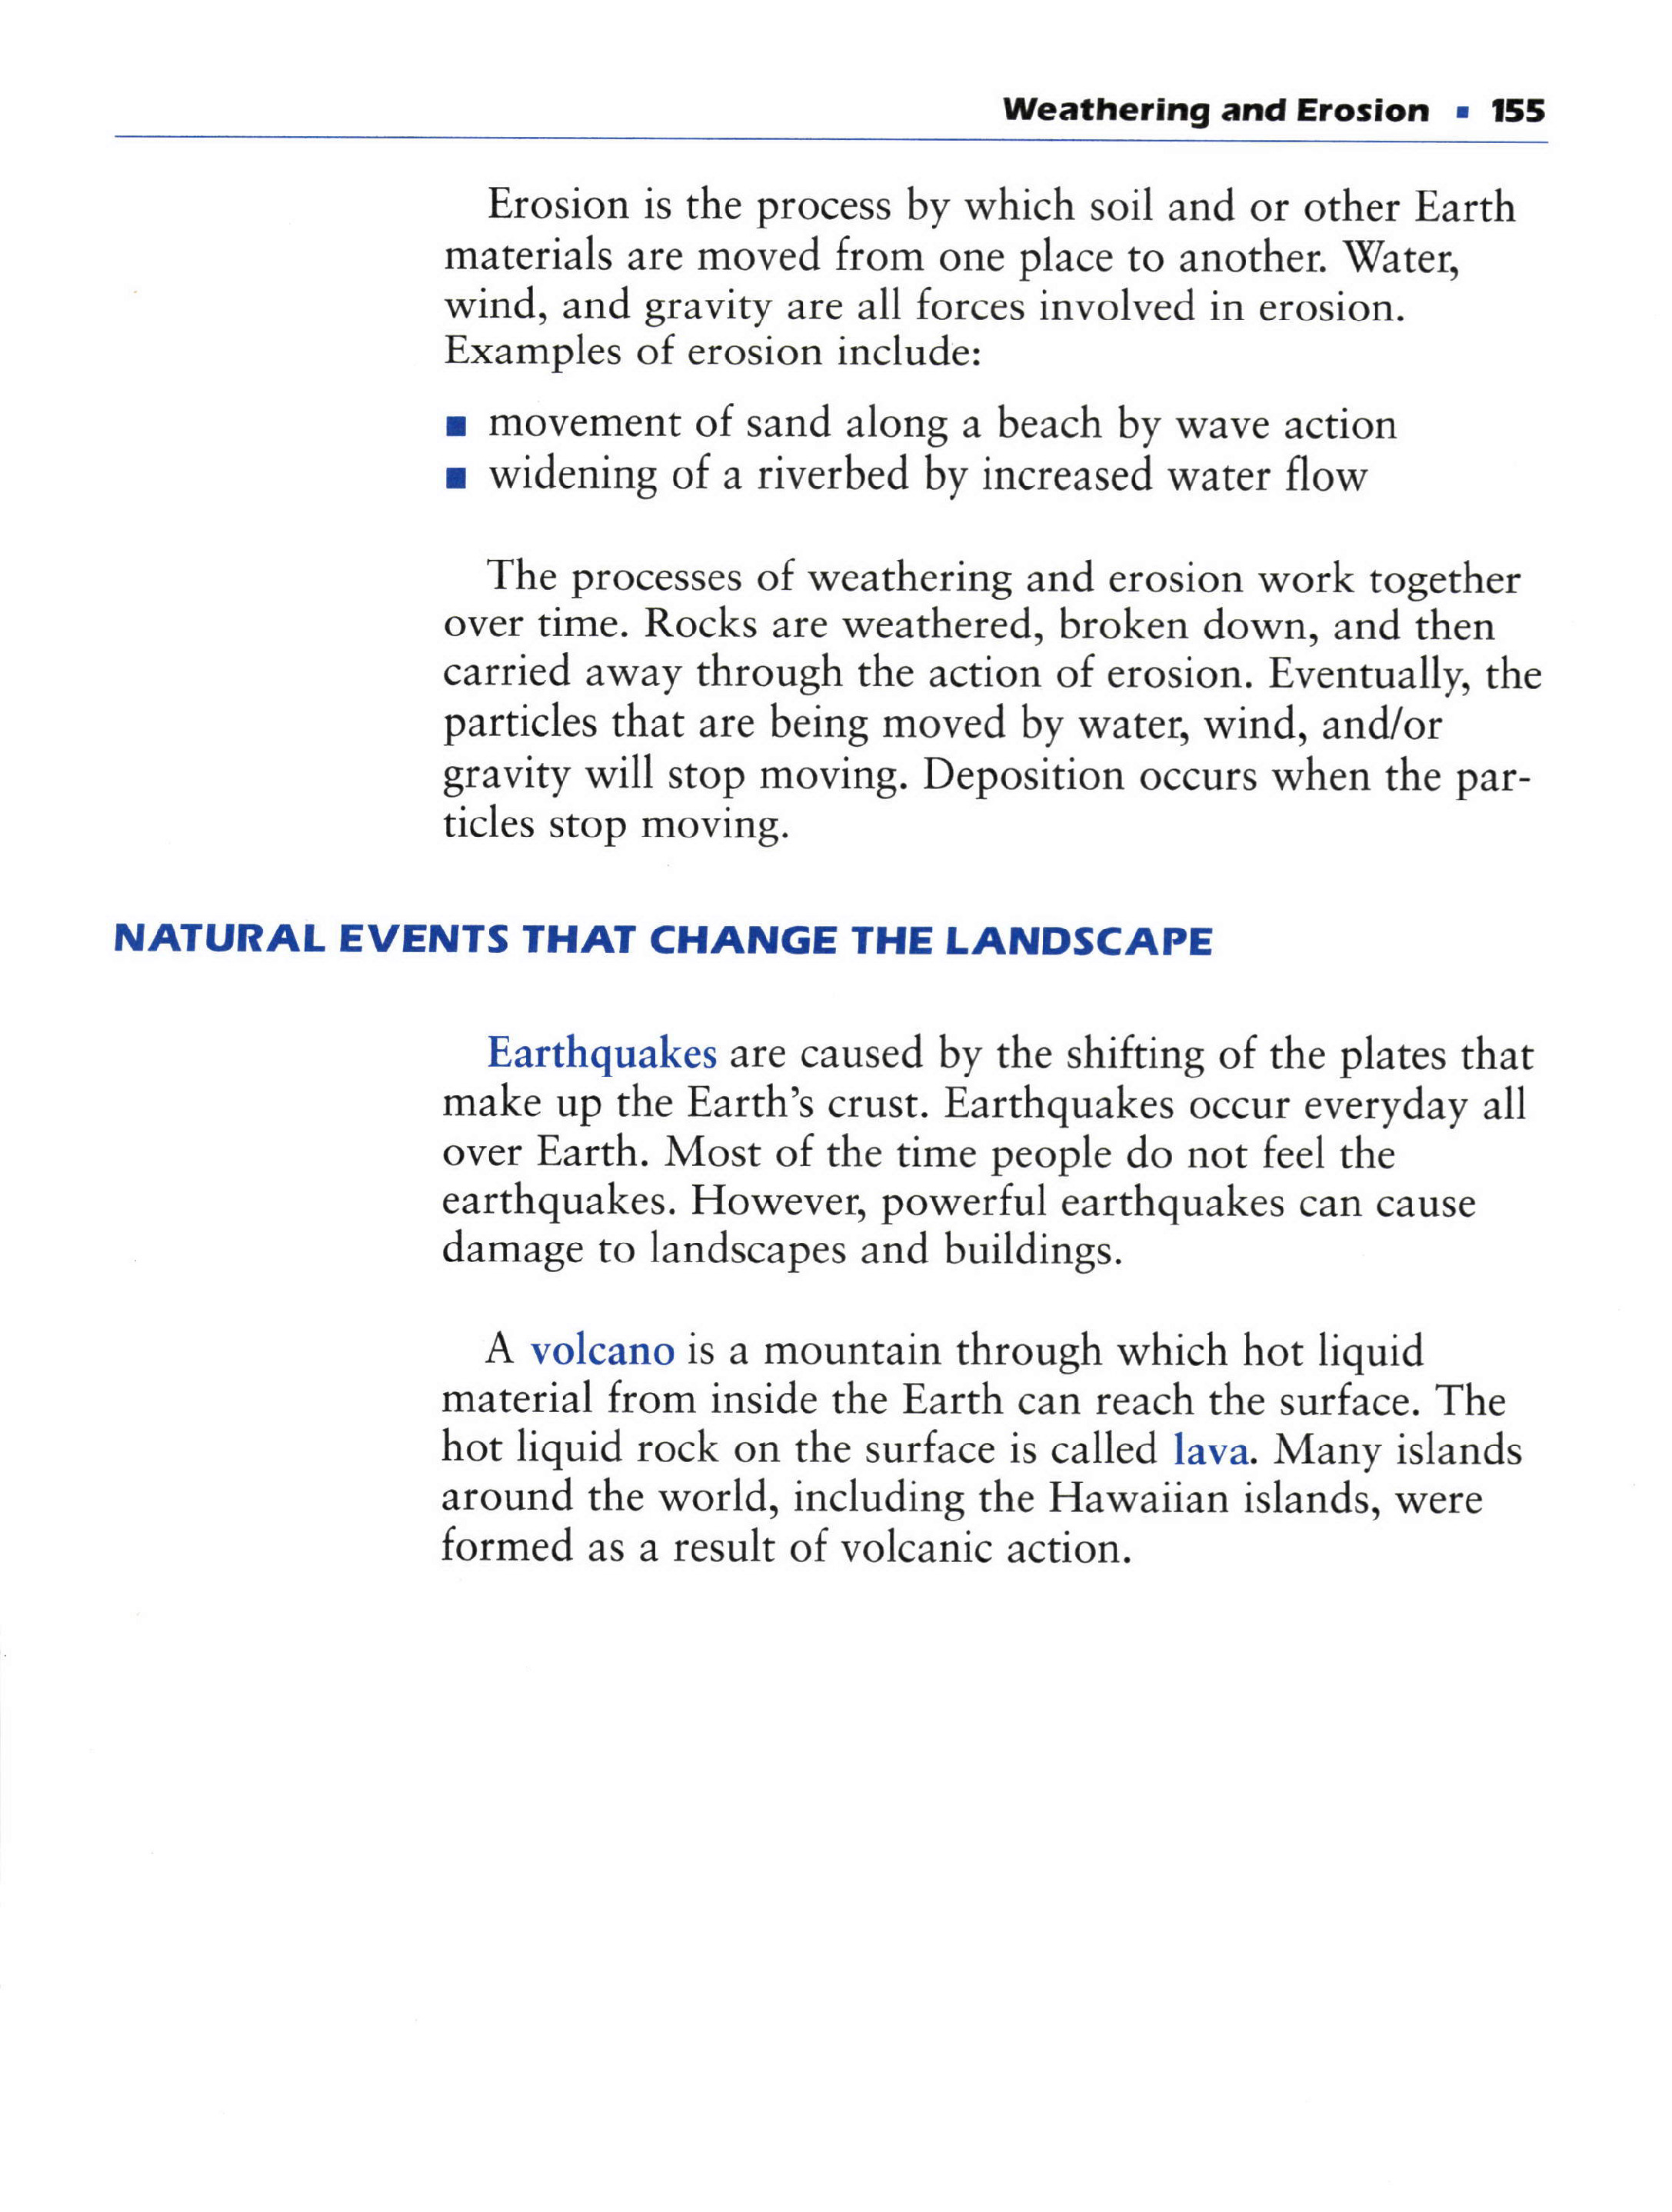 Weathering and Erosion ▪ 155
Erosion is the process by which soil and or other Earth
materials are moved from one place to another. Water,
wind, and gravity are all forces involved in erosion.
Examples of erosion include:
▪ movement of sand along a beach by wave action
▪ widening of a riverbed by increased water flow
The processes of weathering and erosion work together
over time. Rocks are weathered, broken down, and then
carried away through the action of erosion. Eventually, the
particles that are being moved by water, wind, and/or
gravity will stop moving. Deposition occurs when the par-
ticles stop moving.
NATURAL EVENTS THAT CHANGE THE LANDSCAPE
Earthquakes are caused by the shifting of the plates that
make up the Earth's crust. Earthquakes occur everyday all
over Earth. Most of the time people do not feel the
earthquakes. However, powerful earthquakes can cause
damage to landscapes and buildings.
A volcano is a mountain through which hot liquid
material from inside the Earth can reach the surface. The
hot liquid rock on the surface is called lava. Many islands
around the world, including the Hawaiian islands, were
formed as a result of volcanic action.